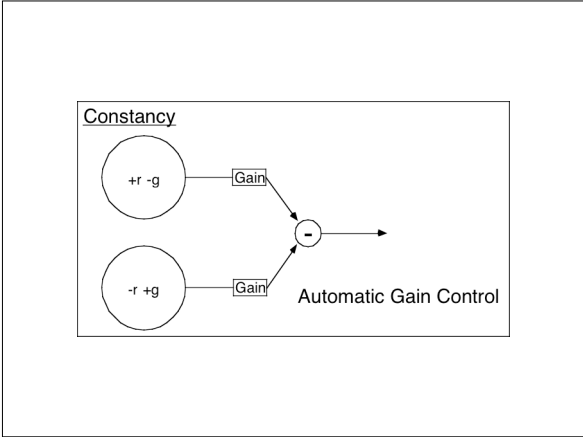 Constancy
+r -g
Gain
-
-r +g
Gain
Automatic Gain Control